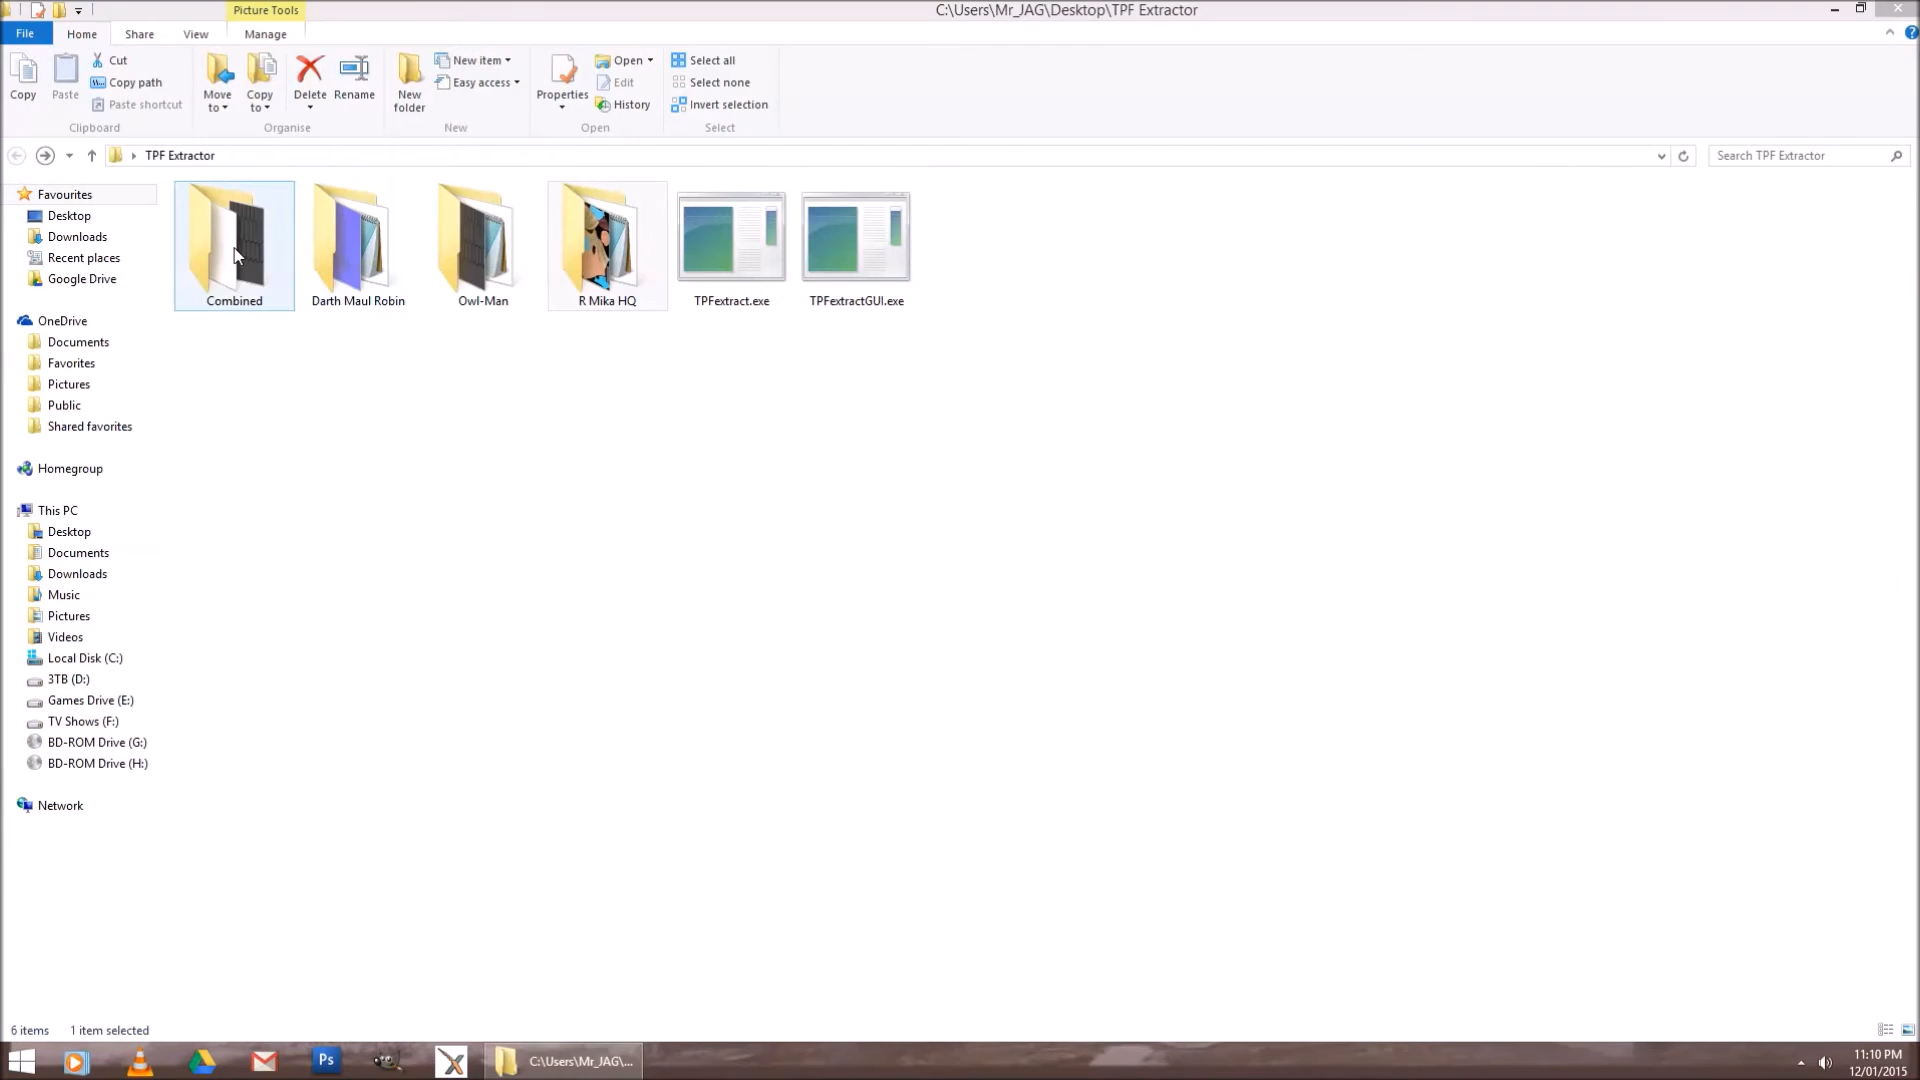 Picture Tools
C:\Users\Mr_JAG\Desktop\TPF Extractor
File Home Share View Manage
Copy
Paste
Cut
Copy path
Paste shortcut
Clipboard
Move to
Copy to
Delete
Rename
Organise
New folder
New item
Easy access
New
Properties
Open
Edit
History
Open
Select all
Select none
Invert selection
Select
TPF Extractor
Search TPF Extractor
Favourites
Desktop
Downloads
Recent places
Google Drive
OneDrive
Documents
Favorites
Pictures
Public
Shared favorites
Homegroup
This PC
Desktop
Documents
Downloads
Music
Pictures
Videos
Local Disk (C:)
3TB (D:)
Games Drive (E:)
TV Shows (F:)
BD-ROM Drive (G:)
BD-ROM Drive (H:)
Network
Combined
Darth Maul Robin
Owl-Man
R Mika HQ
TPFextract.exe
TPFextractGUI.exe
6 items 1 item selected
Ps
C:\Users\Mr_JAG\...
11:10 PM
12/01/2015